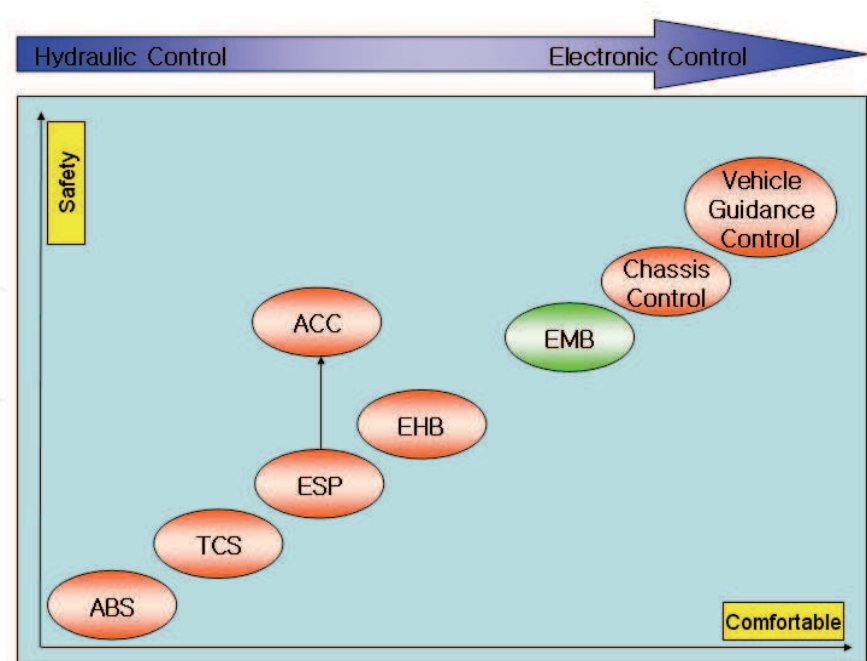 Hydraulic Control
Electronic Control
Safety
Vehicle
Guidance
Control
Chassis
Control
ACC
EMB
EHB
ESP
TCS
ABS
Comfortable